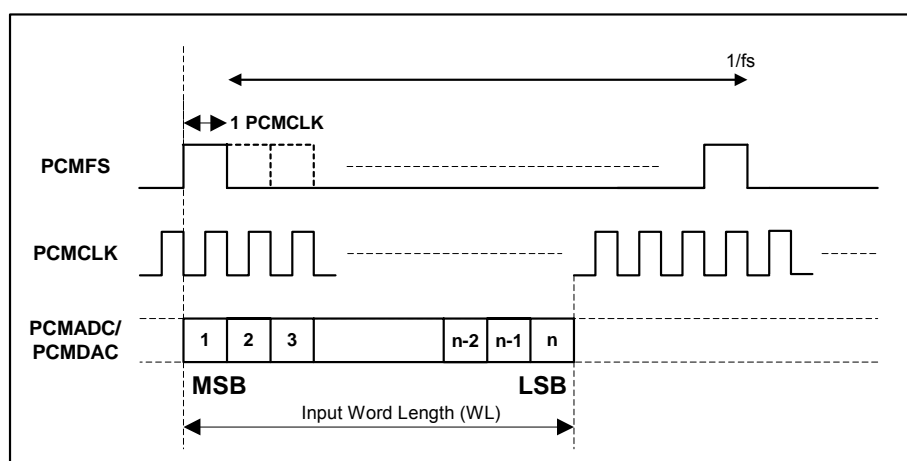 1/fs
1 PCMCLK
PCMFS
PCMCLK
PCMADC/
PCMDAC
1 2 3 n-2 n-1 n
MSB LSB
Input Word Length (WL)